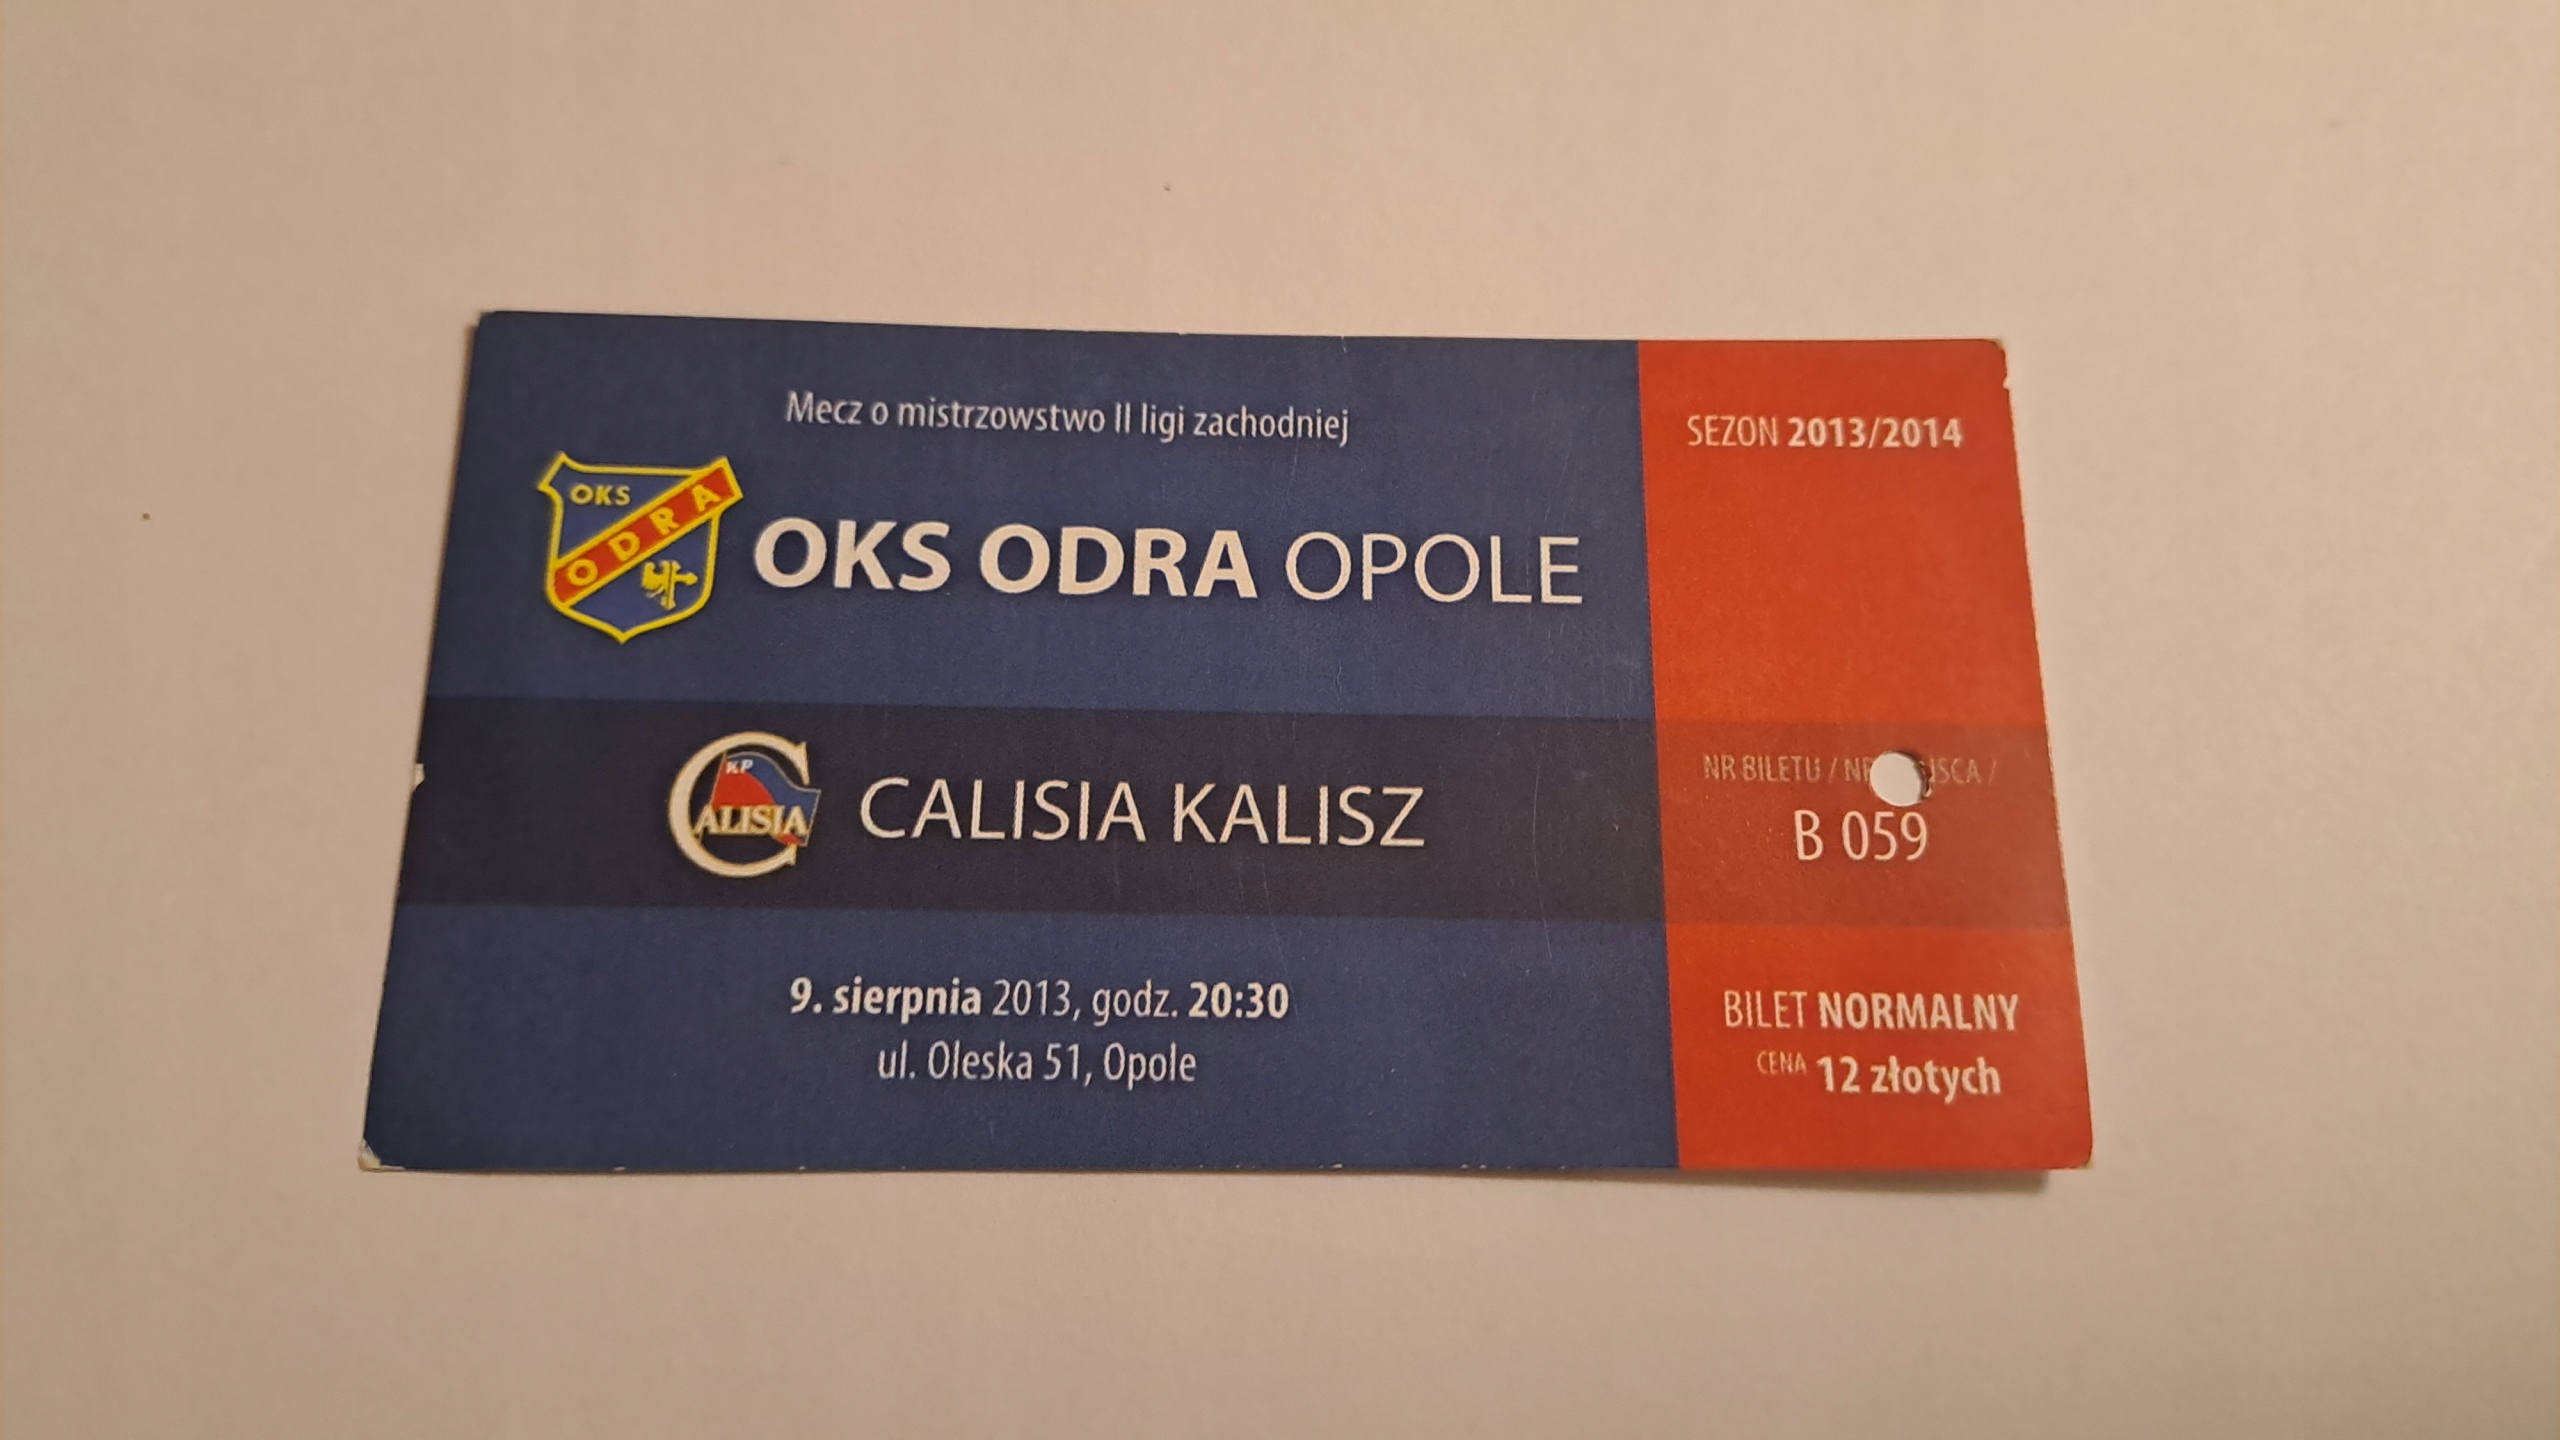 Mecz o mistrzowstwo II ligi zachodniej
OKS
ODRA
OKS ODRA OPOLE
KP
CALISIA
CALISIA KALISZ
9. sierpnia 2013, godz. 20:30
ul. Oleska 51, Opole
SEZON 2013/2014
NR BILETU / NR
B 059
BILET NORMALNY
CENA 12 złotych